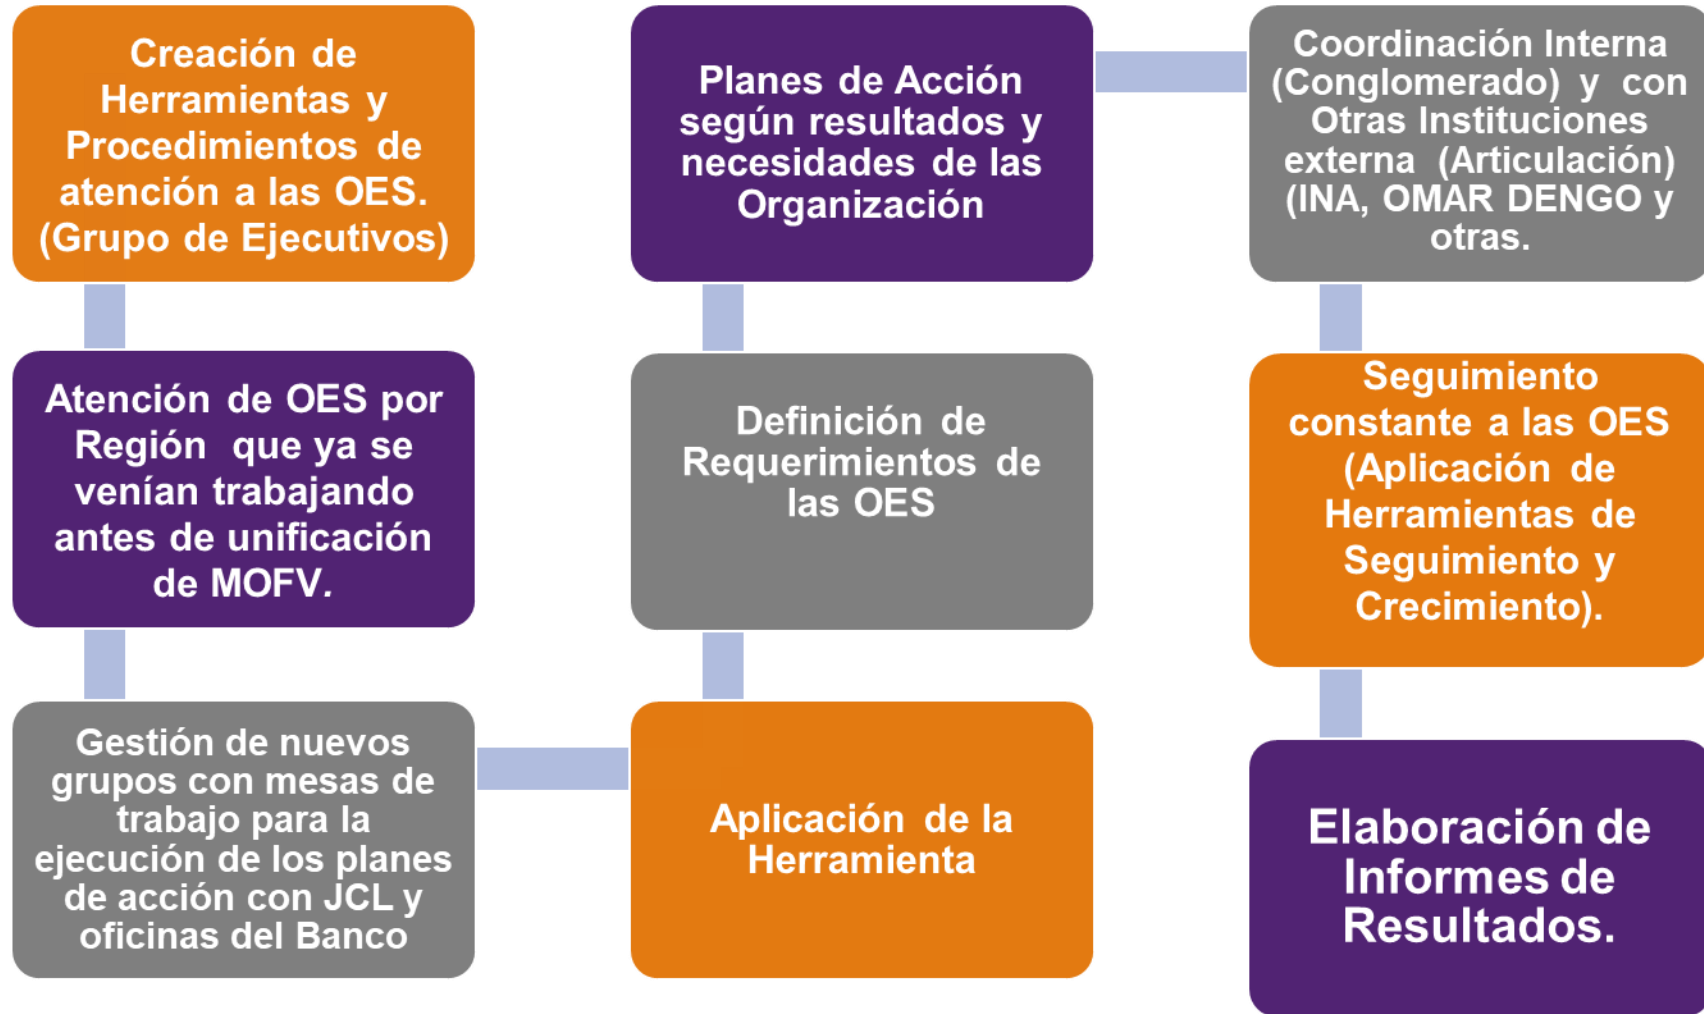 Creación de
Herramientas y
Procedimientos de
atención a las OES.
(Grupo de Ejecutivos)
Atención de OES por
Región que ya se
venían trabajando
antes de unificación
de MOFV.
Gestión de nuevos
grupos con mesas de
trabajo para la
ejecución de los planes
de acción con JCL y
oficinas del Banco
Aplicación de la
Herramienta
Definición de
Requerimientos de
las OES
Planes de Acción
según resultados y
necesidades de las
Organización
Coordinación Interna
(Conglomerado) y con
Otras Instituciones
externa (Articulación)
(INA, OMAR DENGO y
otras.
Seguimiento
constante a las OES
(Aplicación de
Herramientas de
Seguimiento y
Crecimiento).
Elaboración de
Informes de
Resultados.